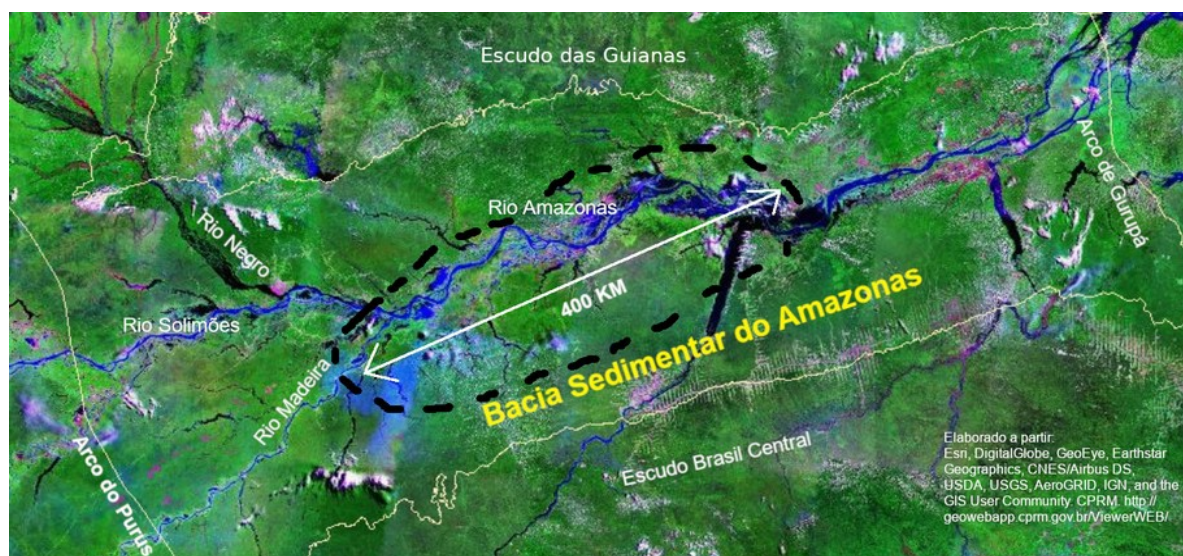 Escudo das Guianas
Arco de Gurupá
Rio Amazonas
Rio Negro
400 KM
Rio Solimões
Bacia Sedimentar do Amazonas
Rio Madeira
Arco do Purus
Escudo Brasil Central
Elaborado a partir:
Esri, DigitalGlobe, GeoEye, Earthstar
Geographics, CNES/Airbus DS,
USDA, USGS, AeroGRID, IGN, and the
GIS User Community. CPRM. http://
geowebapp.cprm.gov.br/ViewerWEB/